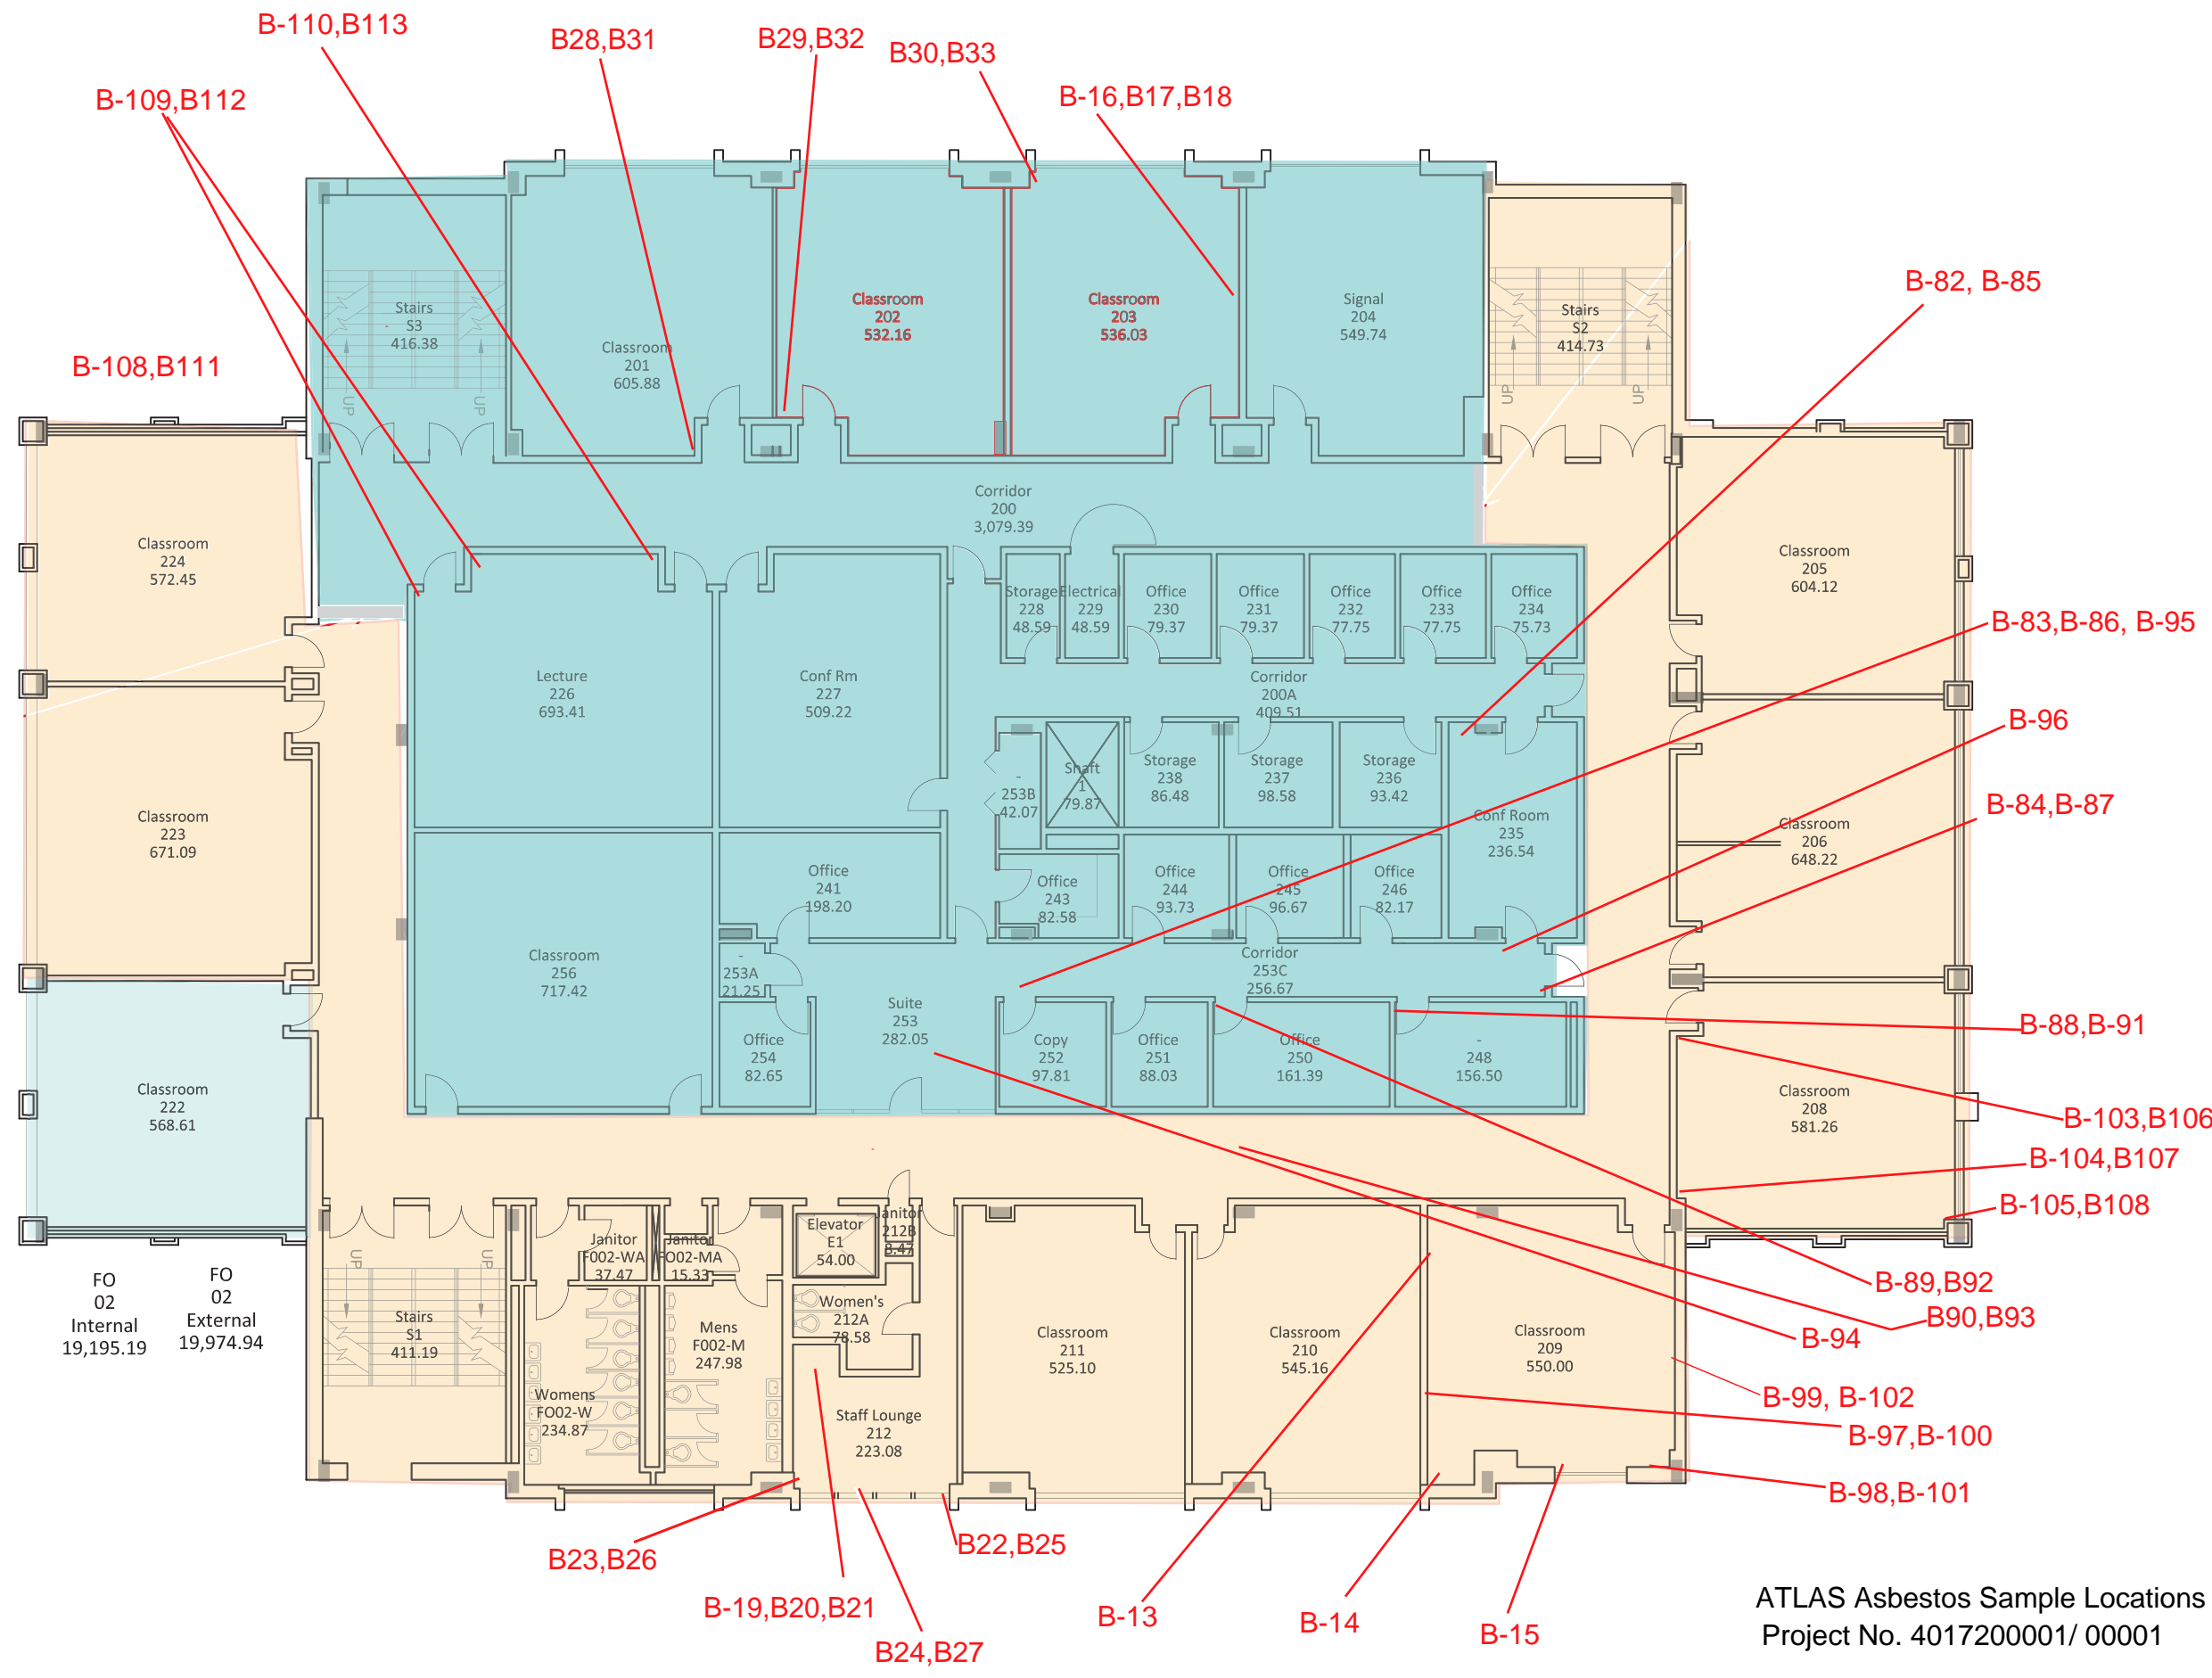 B-110,B113
B28,B31
B29,B32
B30,B33
B-109,B112
B-16,B17,B18
B-82, B-85
B-108,B111
Stairs
S3
416.38
UP
UP
Classroom
201
605.88
Classroom
202
532.16
Classroom
203
536.03
Signal
204
549.74
Stairs
S2
414.73
UP
UP
Corridor
200
3,079.39
Classroom
224
572.45
Classroom
205
604.12
Storage
228
48.59
Electrical
229
48.59
Office
230
79.37
Office
231
79.37
Office
232
77.75
Office
233
77.75
Office
234
75.73
B-83,B-86, B-95
Lecture
226
693.41
Conf Rm
227
509.22
Corridor
200A
409.51
B-96
-
253B
42.07
Shaft
1
79.87
Storage
238
86.48
Storage
237
98.58
Storage
236
93.42
Conf Room
235
236.54
B-84,B-87
Classroom
223
671.09
Classroom
206
648.22
Office
241
198.20
Office
243
82.58
Office
244
93.73
Office
245
96.67
Office
246
82.17
Classroom
256
717.42
-
253A
21.25
Corridor
253C
256.67
Suite
253
282.05
B-88,B-91
Office
254
82.65
Copy
252
97.81
Office
251
88.03
Office
250
161.39
-
248
156.50
Classroom
222
568.61
Classroom
208
581.26
B-103,B106
B-104,B107
B-105,B108
FO
02
Internal
19,195.19
FO
02
External
19,974.94
UP
UP
Stairs
S1
411.19
Janitor
F002-WA
37.47
Janitor
FO02-MA
15.33
Elevator
E1
54.00
Janitor
212B
8.47
Women's
212A
78.58
Mens
F002-M
247.98
Womens
FO02-W
234.87
Staff Lounge
212
223.08
Classroom
211
525.10
Classroom
210
545.16
Classroom
209
550.00
B-89,B92
B90,B93
B-94
B-99, B-102
B-97,B-100
B-98,B-101
B23,B26
B22,B25
B-19,B20,B21
B24,B27
B-13
B-14
B-15
ATLAS Asbestos Sample Locations
Project No. 4017200001/ 00001